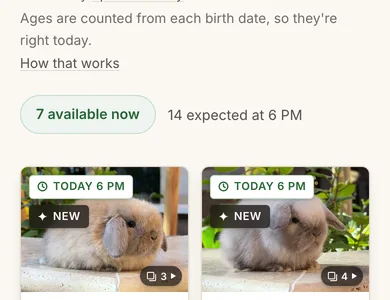 Ages are counted from each birth date, so they're
right today.
How that works
7 available now 14 expected at 6 PM
TODAY 6 PM TODAY 6 PM
NEW NEW
3 4